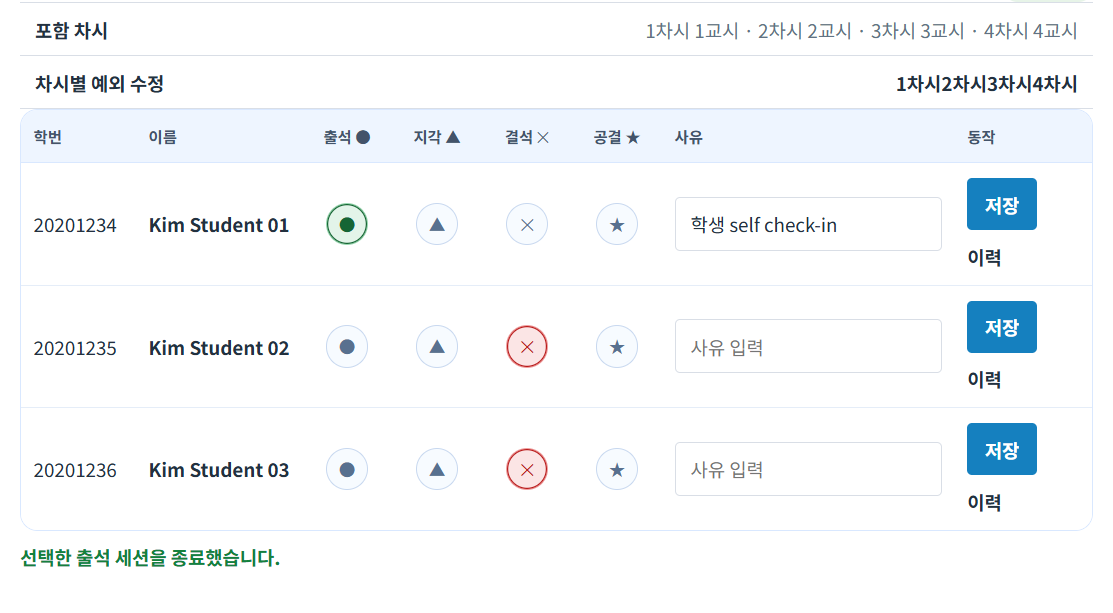 포함 차시 1차시 1교시 · 2차시 2교시 · 3차시 3교시 · 4차시 4교시
차시별 예외 수정 1차시2차시3차시4차시
학번 이름 출석 ● 지각 ▲ 결석 × 공결 ★ 사유 동작
20201234 Kim Student 01 ● ▲ × ★ 학생 self check-in 저장
이력
20201235 Kim Student 02 ● ▲ × ★ 사유 입력 저장
이력
20201236 Kim Student 03 ● ▲ × ★ 사유 입력 저장
이력
선택한 출석 세션을 종료했습니다.